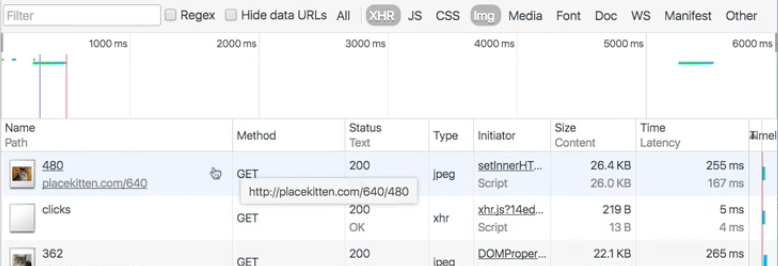 Filter Regex Hide data URLs All XHR JS CSS Img Media Font Doc WS Manifest Other
1000 ms 2000 ms 3000 ms 4000 ms 5000 ms 6000 ms
Name Method Status Type Initiator Size Time
Path Text Content Latency
480 GET 200 jpeg setInnerHT... 26.4 KB 255 ms
placekitten.com/640 Script 26.0 KB 167 ms
http://placekitten.com/640/480
clicks GET 200 xhr xhr.js?14ed... 219 B 5 ms
OK Script 13 B 4 ms
362 GET 200 jpeg DOMProper... 22.1 KB 265 ms